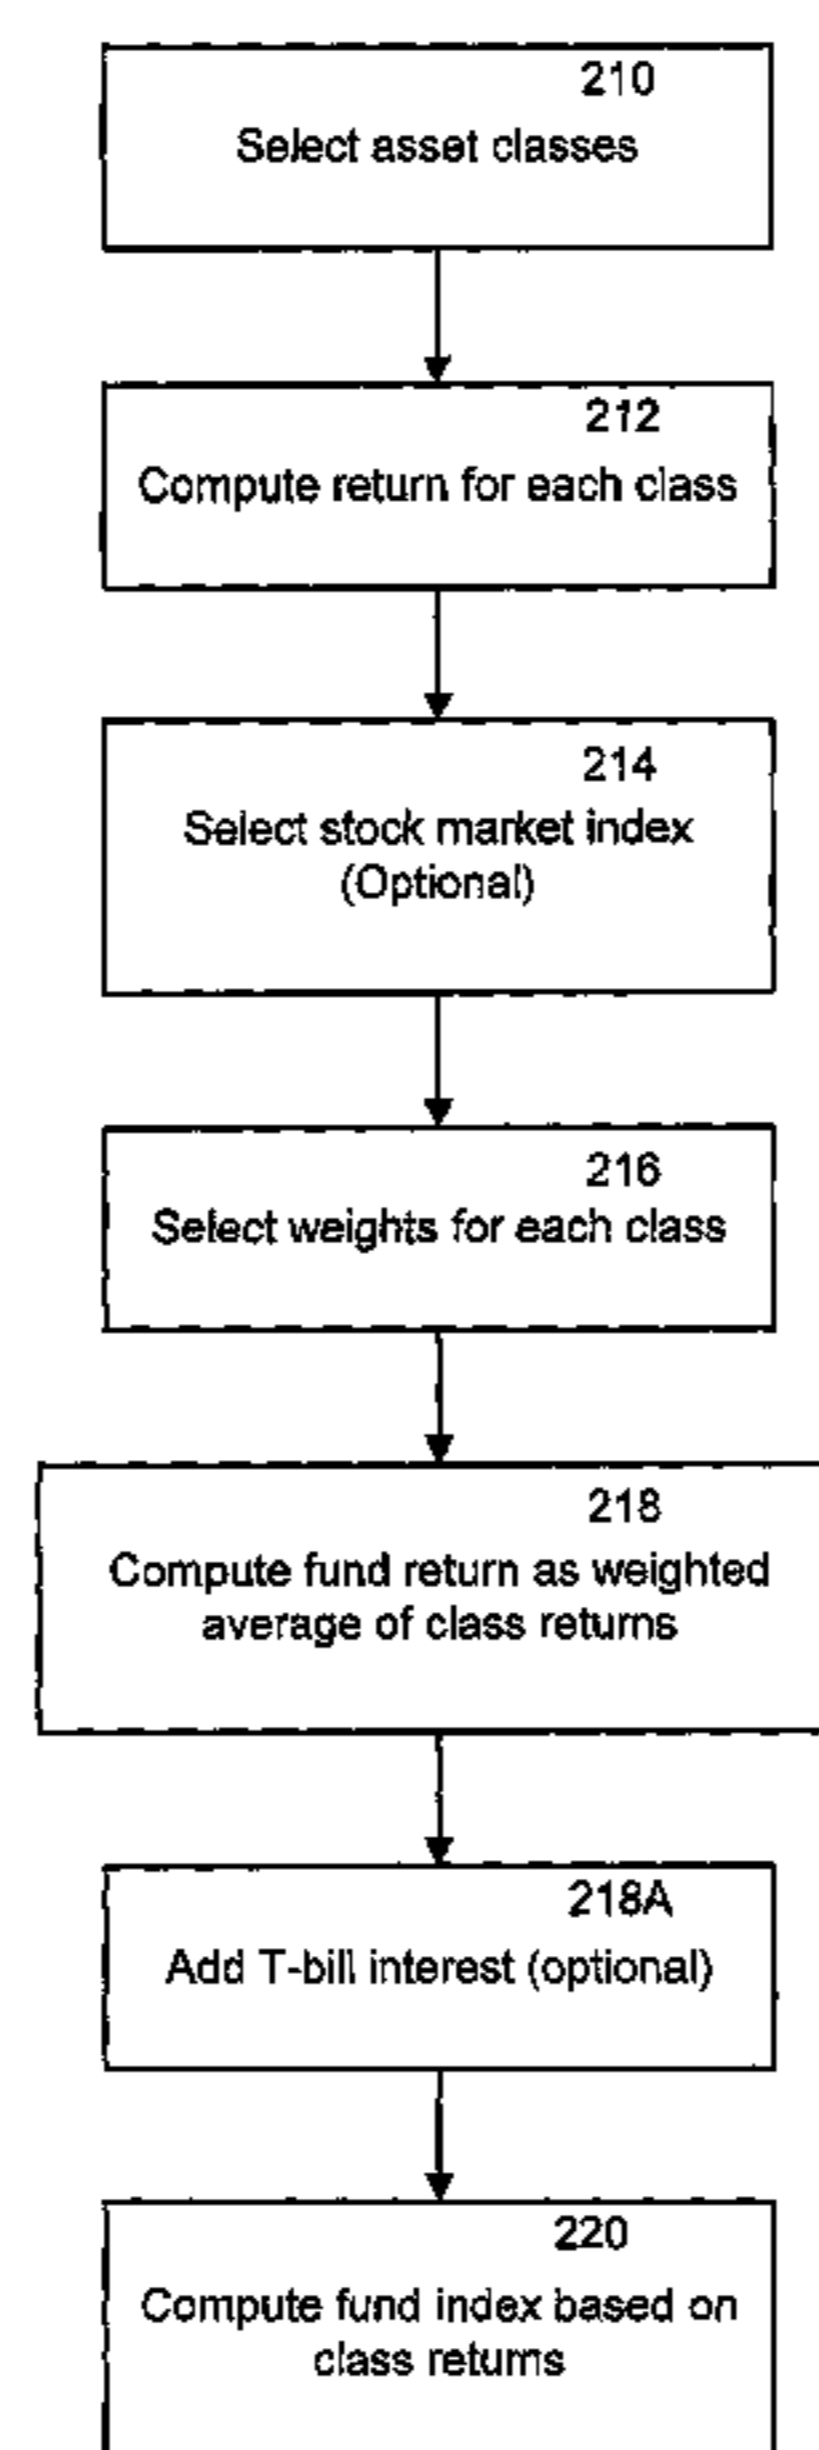 210
Select asset classes
212
Compute return for each class
214
Select stock market index
(Optional)
216
Select weights for each class
218
Compute fund return as weighted
average of class returns
218A
Add T-bill interest (optional)
220
Compute fund index based on
class returns